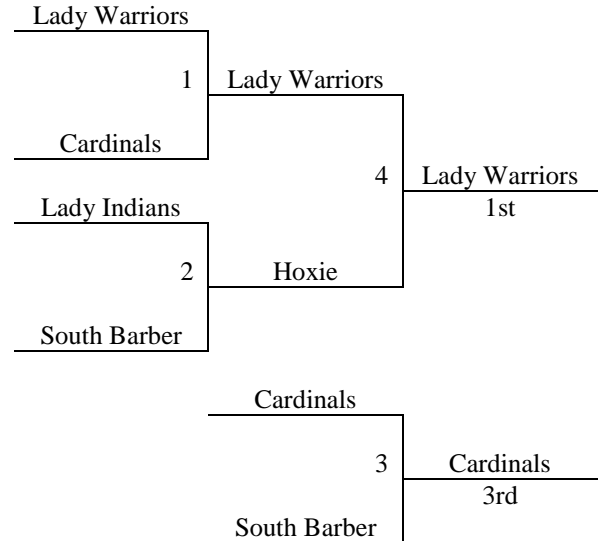 Lady Warriors
1
Lady Warriors
Cardinals
4
Lady Warriors
1st
Lady Indians
2
Hoxie
South Barber
Cardinals
3
Cardinals
3rd
South Barber